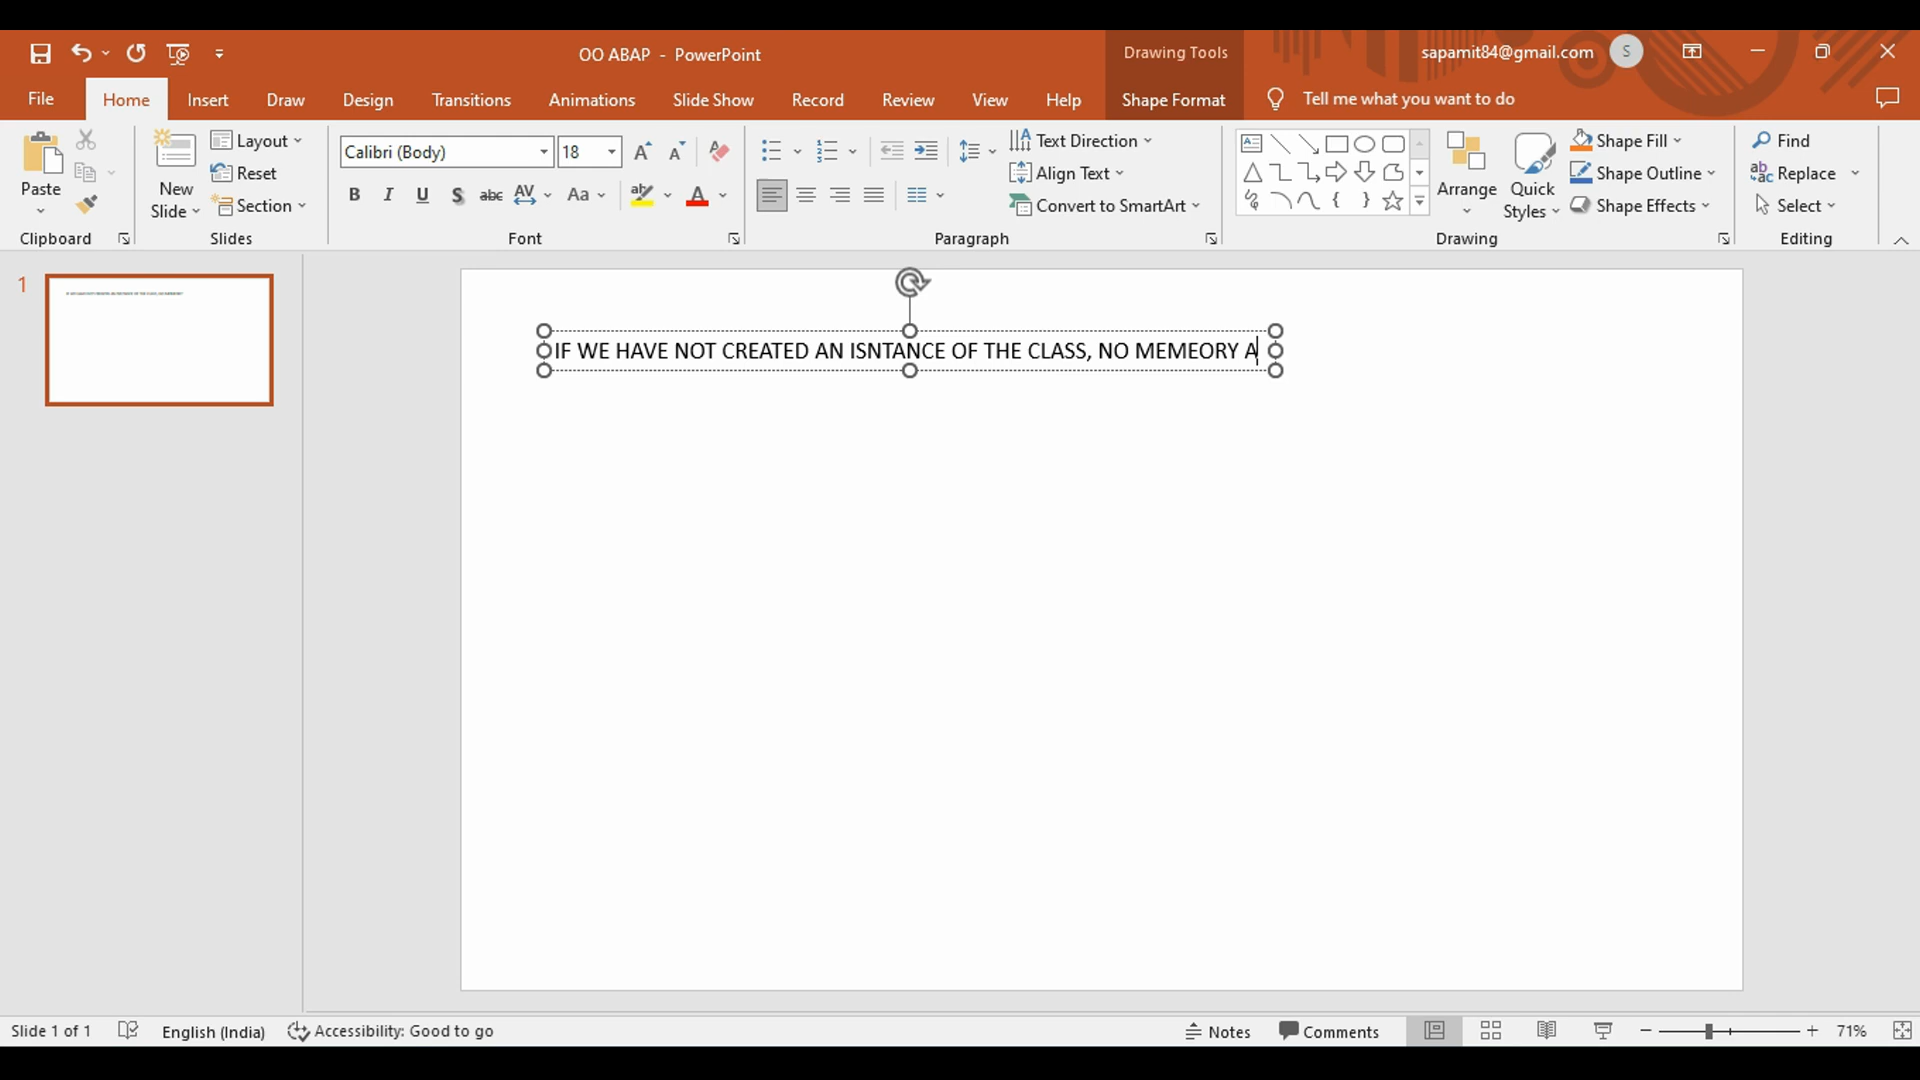 OO ABAP - PowerPoint
Drawing Tools
sapamit84@gmail.com
S
File
Home
Insert
Draw
Design
Transitions
Animations
Slide Show
Record
Review
View
Help
Shape Format
Tell me what you want to do
Paste
Clipboard
New Slide
Layout
Reset
Section
Slides
Calibri (Body)
18
Font
Text Direction
Align Text
Convert to SmartArt
Paragraph
Arrange
Quick Styles
Shape Fill
Shape Outline
Shape Effects
Drawing
Find
Replace
Select
Editing
1
IF WE HAVE NOT CREATED AN ISNTANCE OF THE CLASS, NO MEMEORY A
Slide 1 of 1
English (India)
Accessibility: Good to go
Notes
Comments
71%